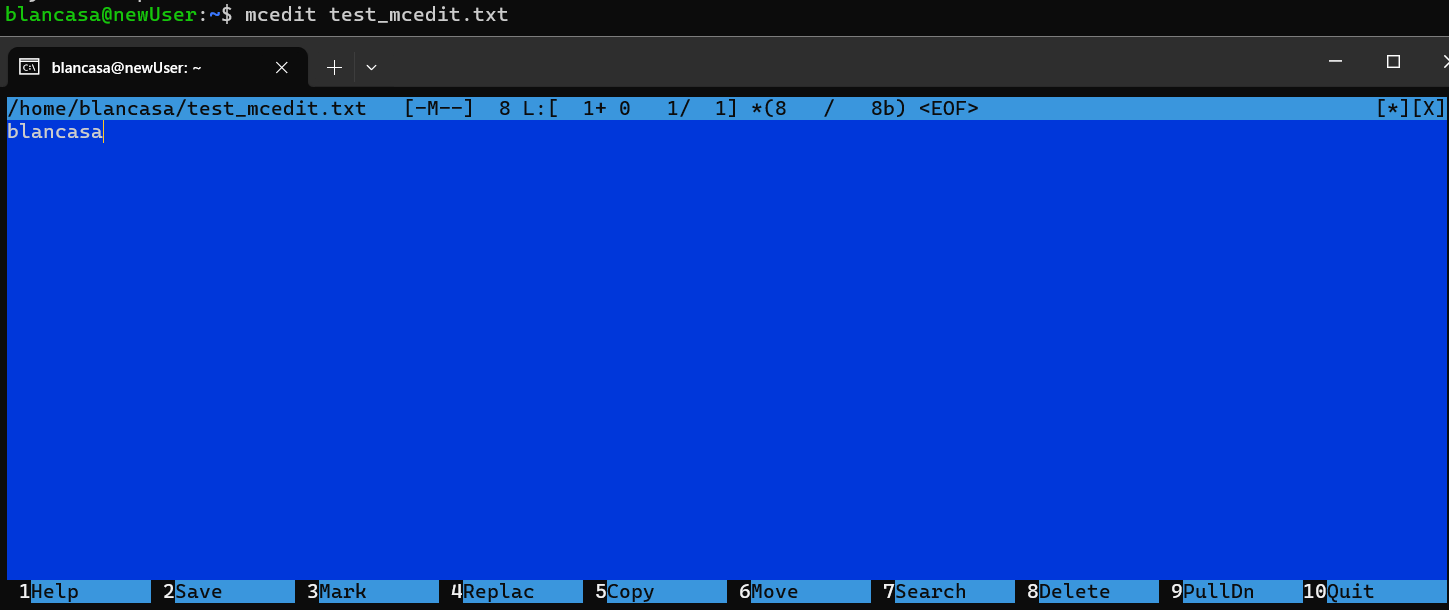 blancasa@newUser:~$ mcedit test_mcedit.txt
blancasa@newUser: ~
/home/blancasa/test_mcedit.txt   [-M--]  8 L:[  1+ 0   1/  1] *(8   /   8b) <EOF>   [*][X]
blancasa
1Help 2Save 3Mark 4Replac 5Copy 6Move 7Search 8Delete 9PullDn 10Quit